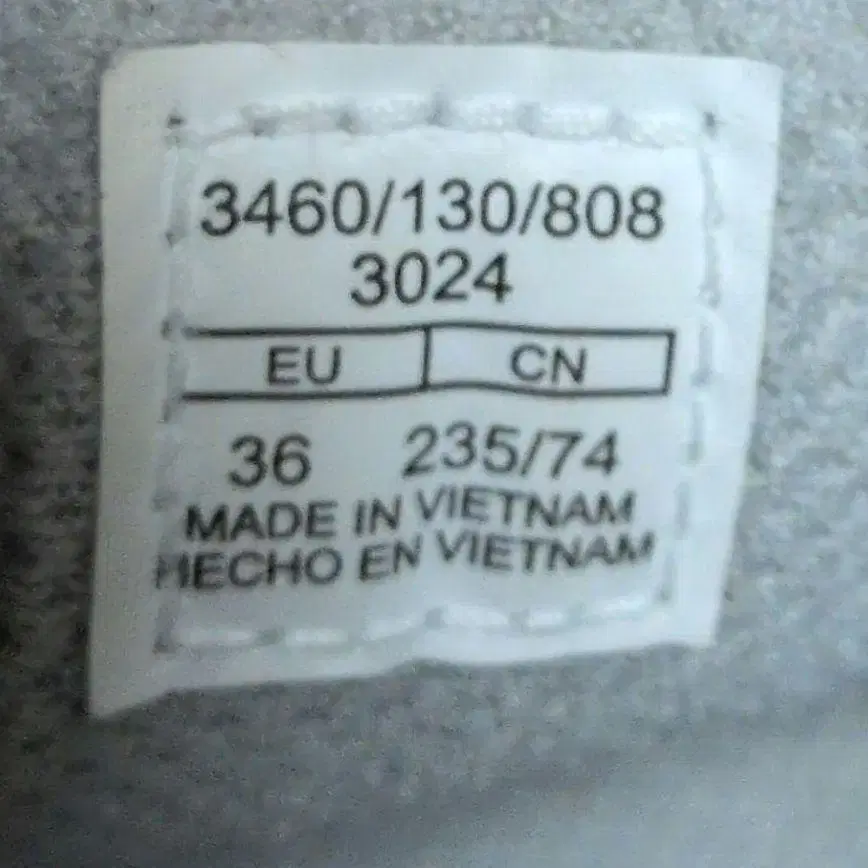 3460/130/808
3024
EU CN
36 235/74
MADE IN VIETNAM
HECHO EN VIETNAM